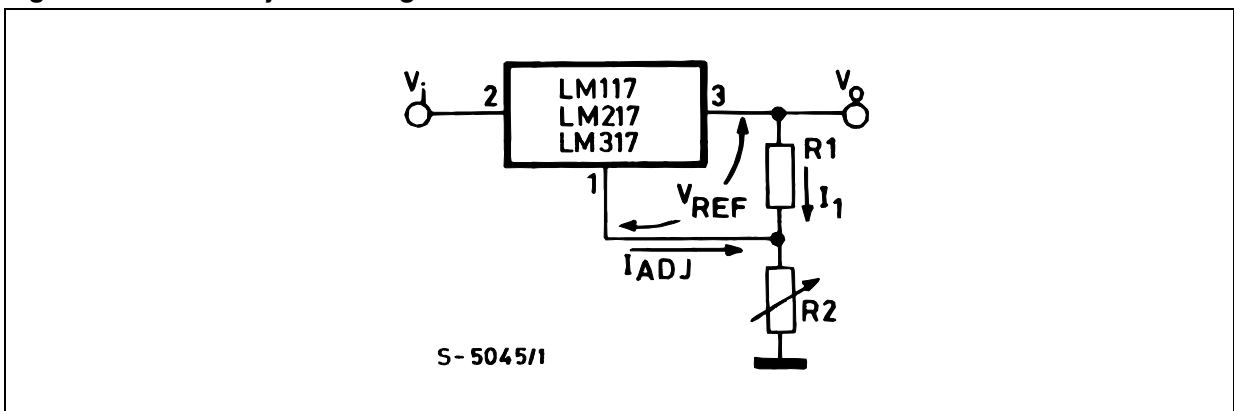 Vi
2
LM117
LM217
LM317
3
Vo
1
VREF
R1
I1
IADJ
R2
S-5045/1